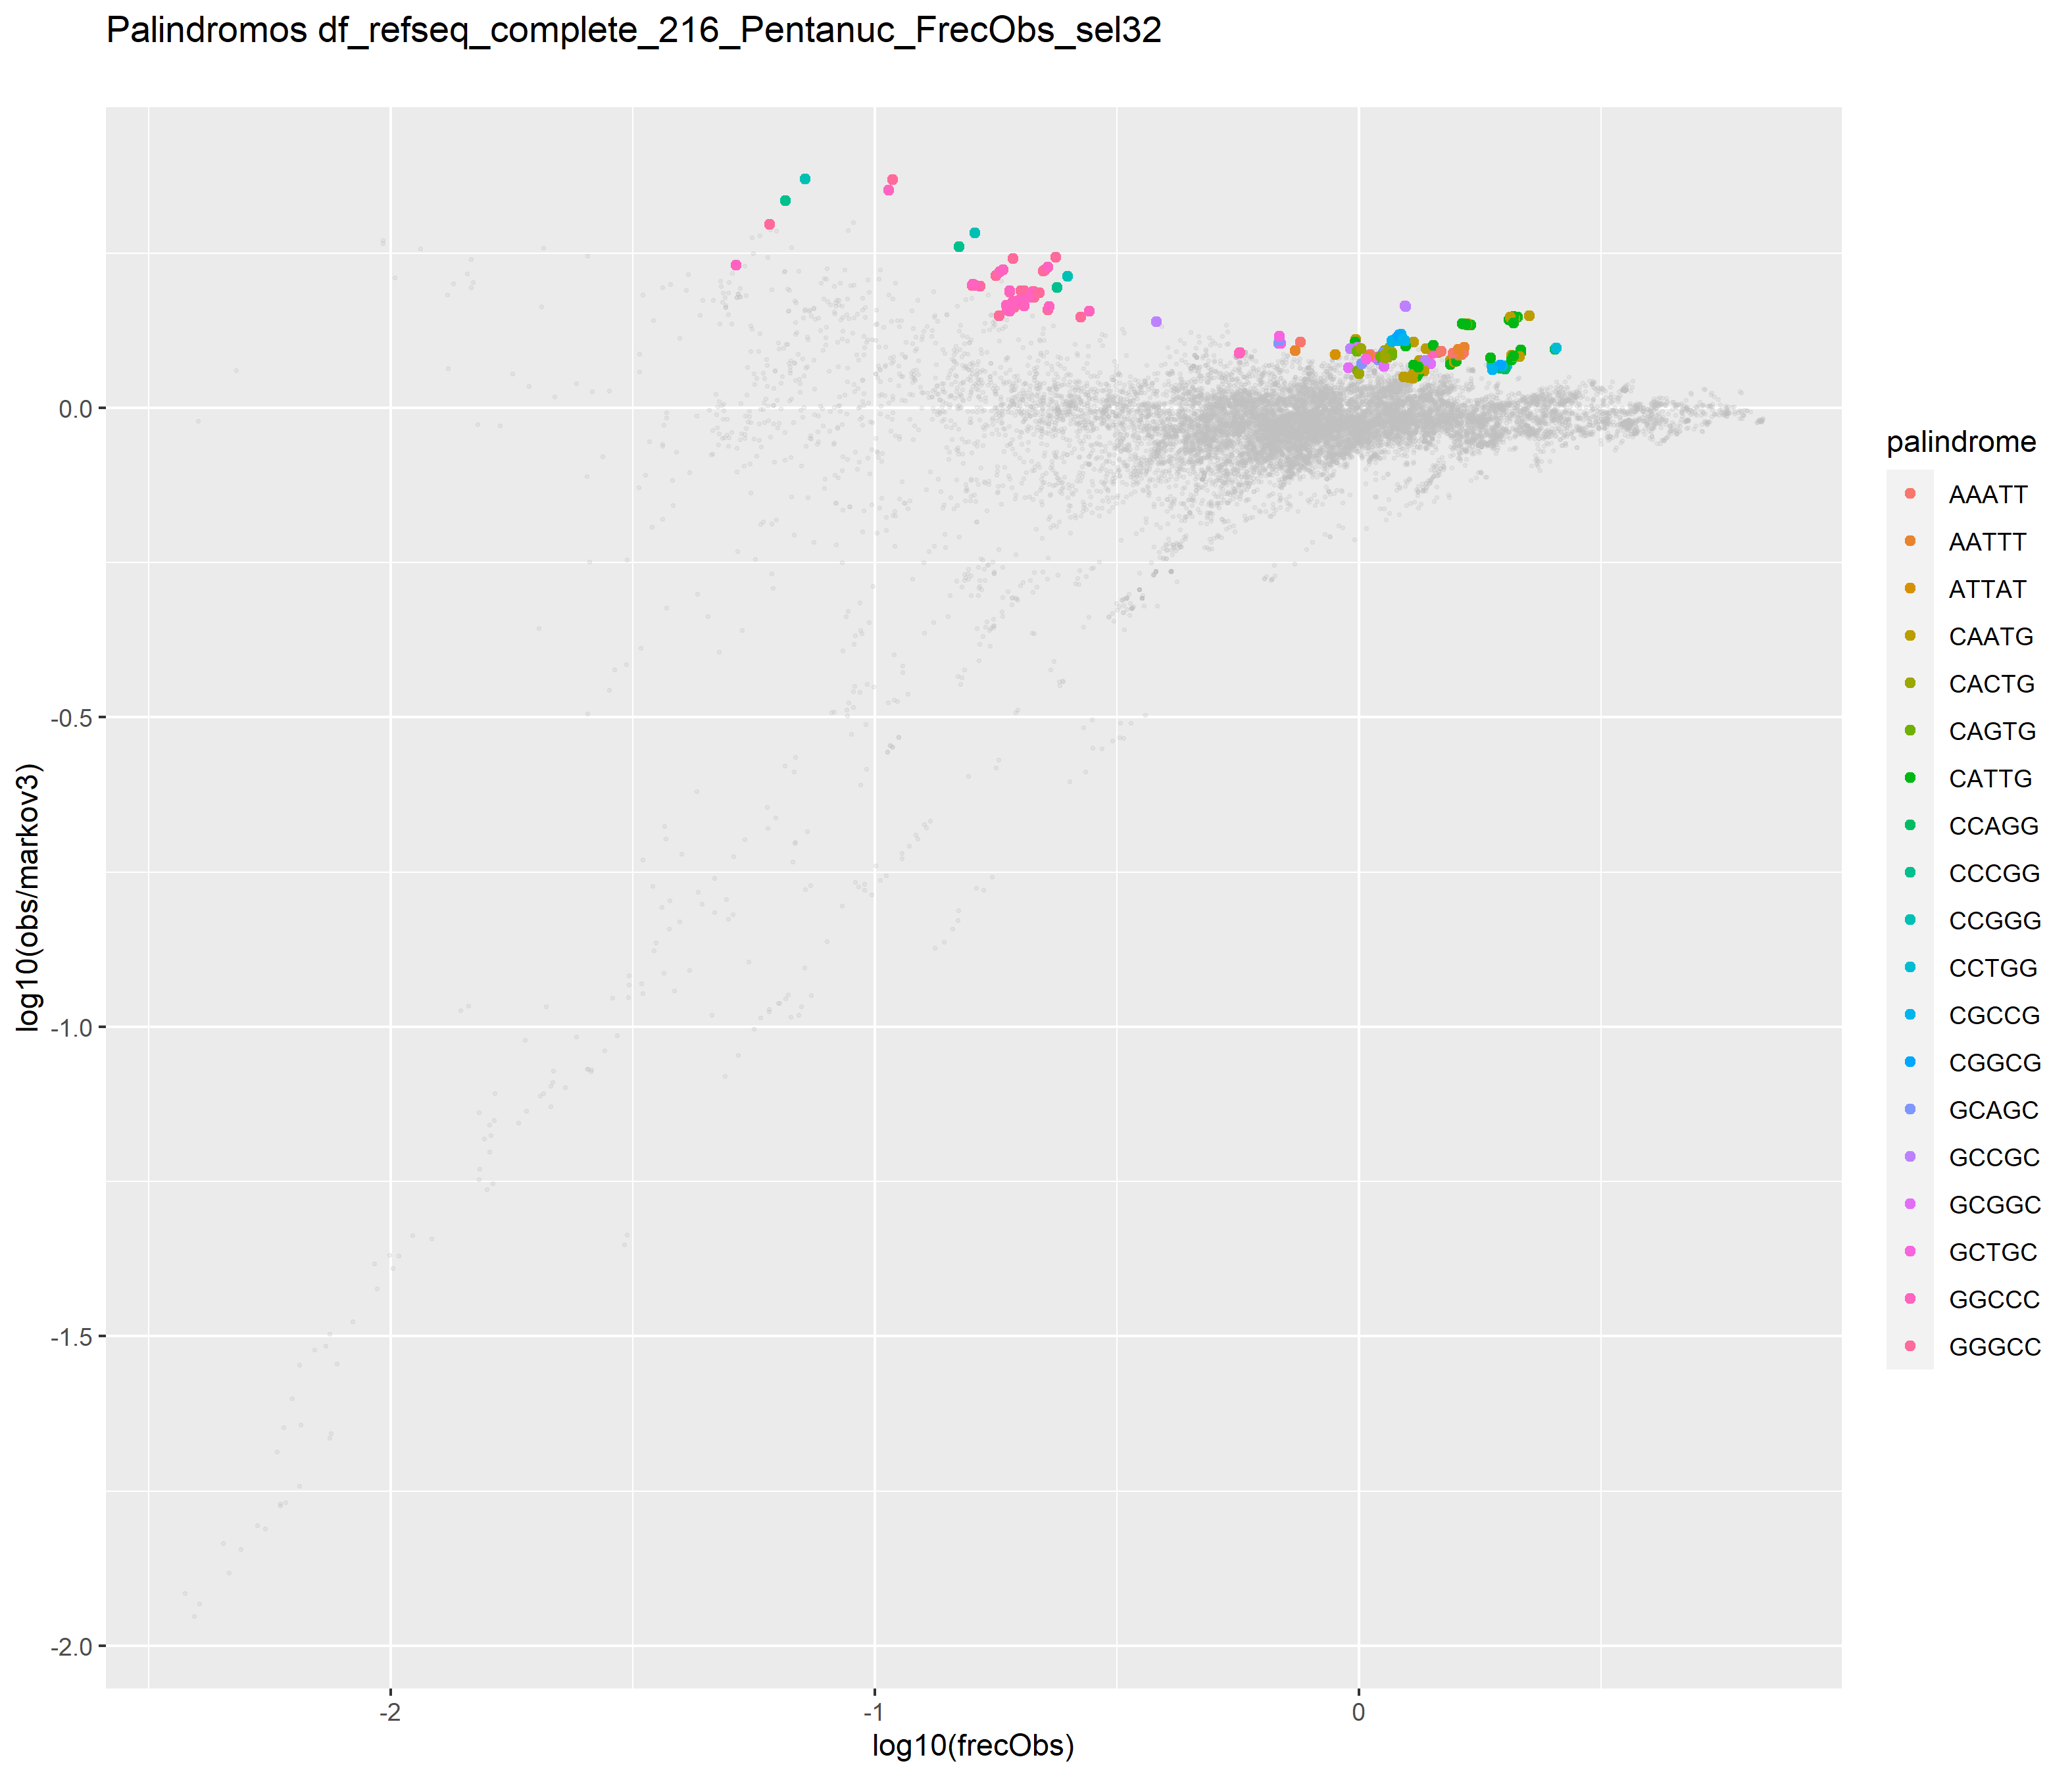 Palindromos df_refseq_complete_216_Pentanuc_FrecObs_sel32
log10(obs/markov3)
0.0
-0.5
-1.0
-1.5
-2.0
-2
-1
0
log10(frecObs)
palindrome
AAATT
AATTT
ATTAT
CAATG
CACTG
CAGTG
CATTG
CCAGG
CCCGG
CCGGG
CCTGG
CGCCG
CGGCG
GCAGC
GCCGC
GCGGC
GCTGC
GGCCC
GGGCC